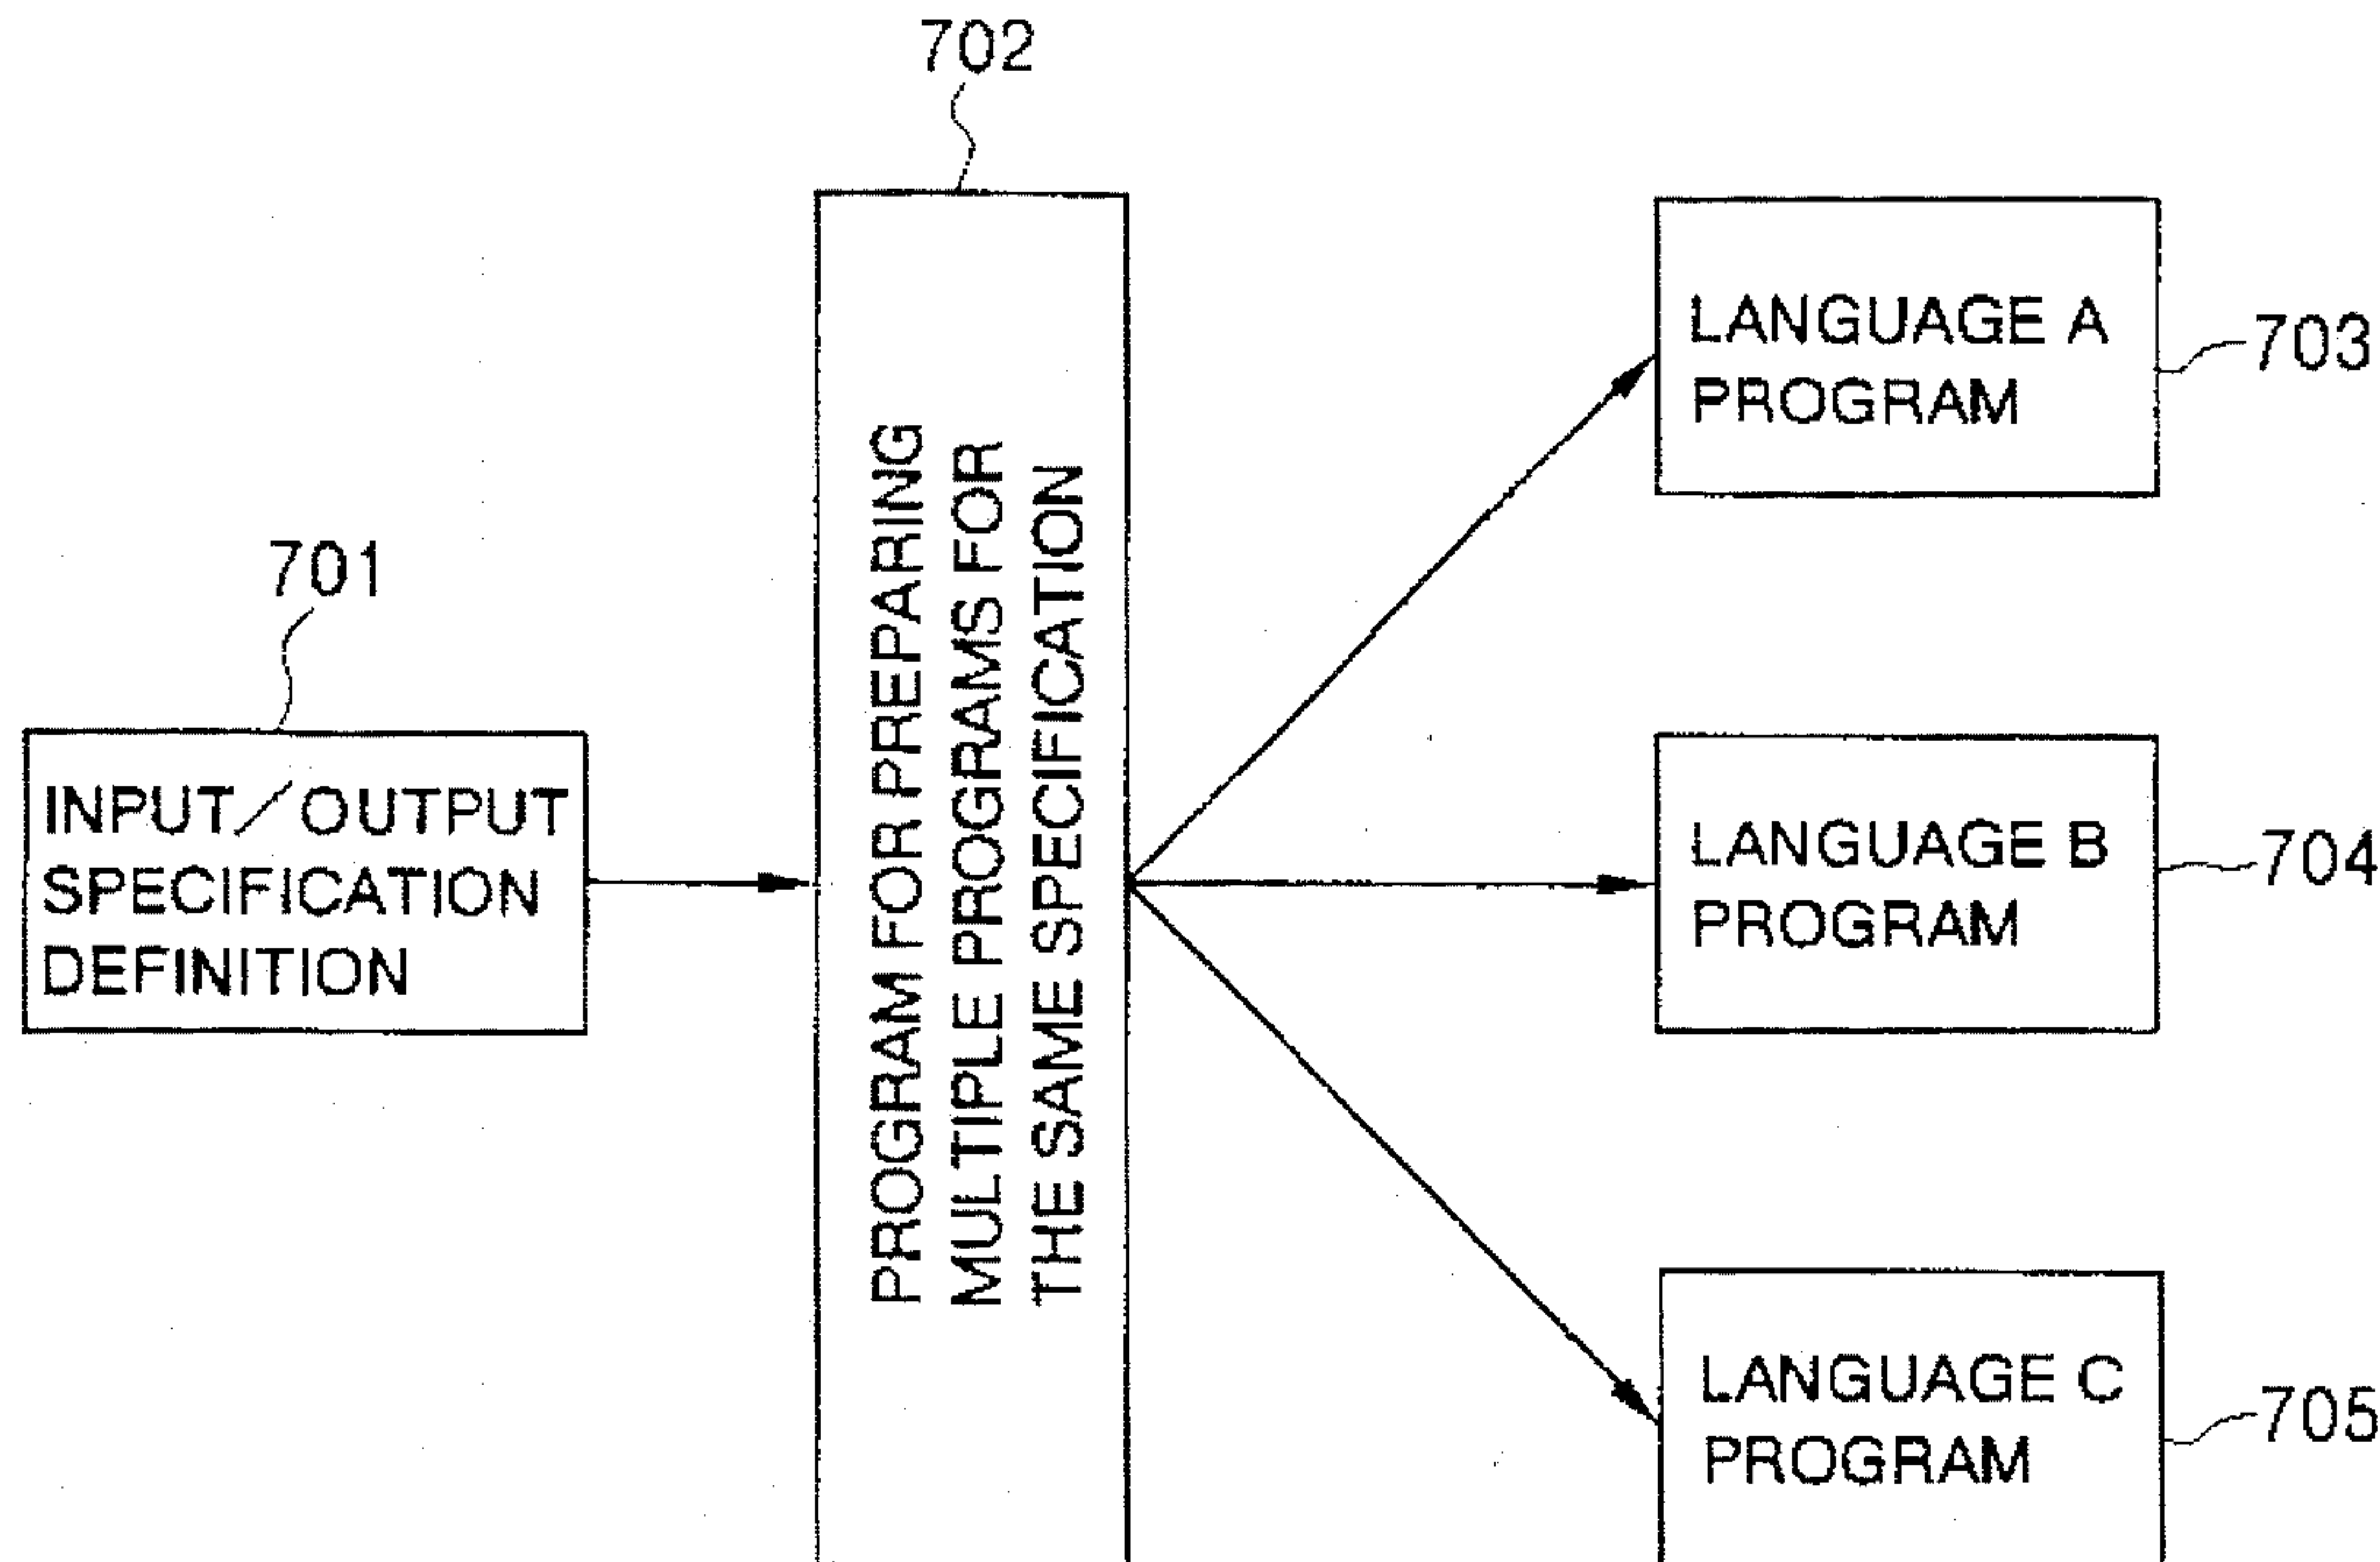 702
701
INPUT/OUTPUT
SPECIFICATION
DEFINITION
PROGRAM FOR PREPARING
MULTIPLE PROGRAMS FOR
THE SAME SPECIFICATION
LANGUAGE A
PROGRAM
703
LANGUAGE B
PROGRAM
704
LANGUAGE C
PROGRAM
705